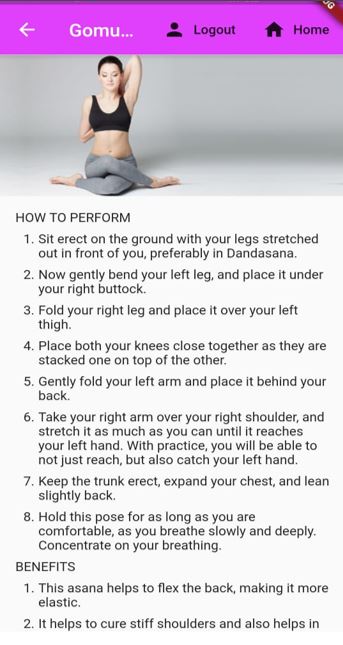 Gomu...
Logout
Home
HOW TO PERFORM
1. Sit erect on the ground with your legs stretched
out in front of you, preferably in Dandasana.
2. Now gently bend your left leg, and place it under
your right buttock.
3. Fold your right leg and place it over your left
thigh.
4. Place both your knees close together as they are
stacked one on top of the other.
5. Gently fold your left arm and place it behind your
back.
6. Take your right arm over your right shoulder, and
stretch it as much as you can until it reaches
your left hand. With practice, you will be able to
not just reach, but also catch your left hand.
7. Keep the trunk erect, expand your chest, and lean
slightly back.
8. Hold this pose for as long as you are
comfortable, as you breathe slowly and deeply.
Concentrate on your breathing.
BENEFITS
1. This asana helps to flex the back, making it more
elastic.
2. It helps to cure stiff shoulders and also helps in